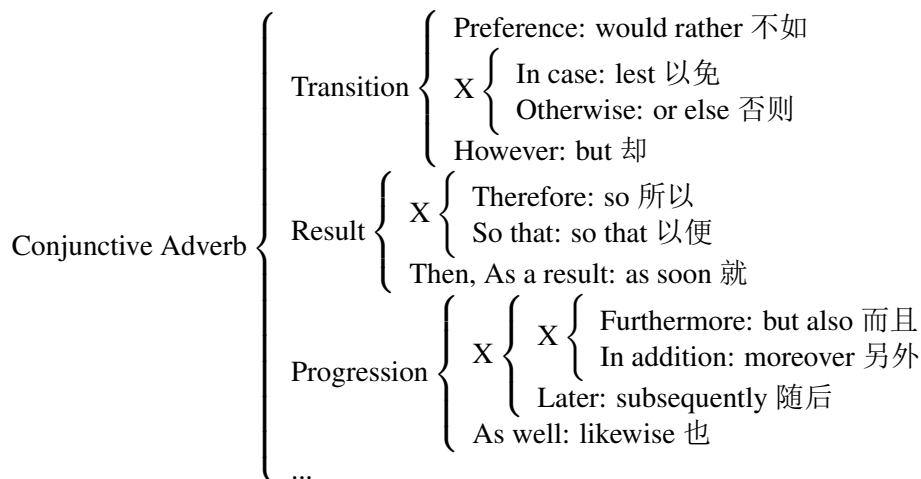 Preference: would rather 不如
Transition
X
In case: lest 以免
Otherwise: or else 否则
However: but 却
Conjunctive Adverb
Result
X
Therefore: so 所以
So that: so that 以便
Then, As a result: as soon 就
Progression
X
X
Furthermore: but also 而且
In addition: moreover 另外
Later: subsequently 随后
As well: likewise 也
...